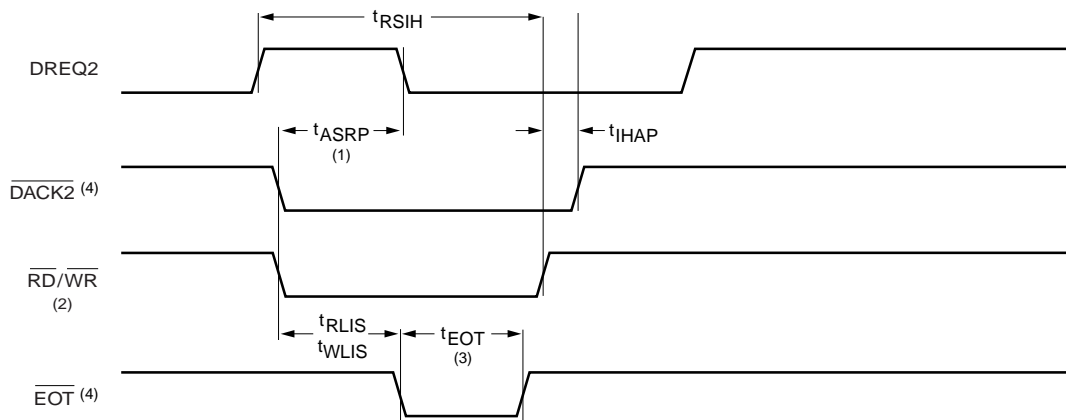 tRSIH
DREQ2
tASRP
(1)
tIHAP
DACK2 (4)
RD/WR
(2)
tRLIS
tWLIS
tEOT
(3)
EOT (4)